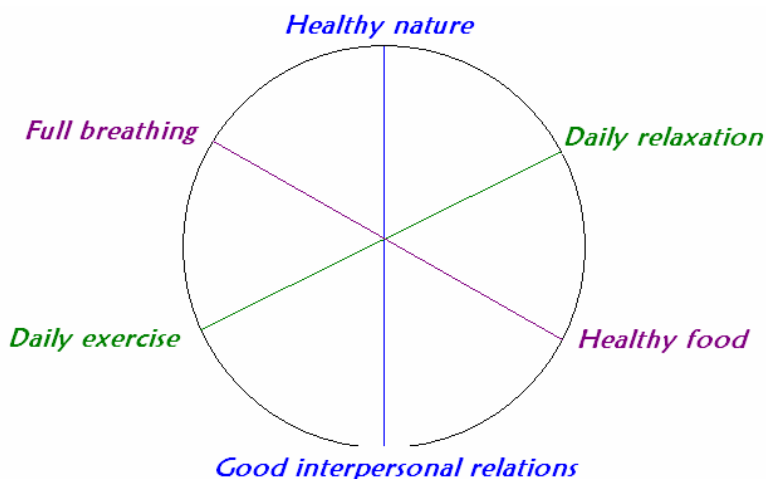 Healthy nature
Full breathing
Daily relaxation
Daily exercise
Healthy food
Good interpersonal relations